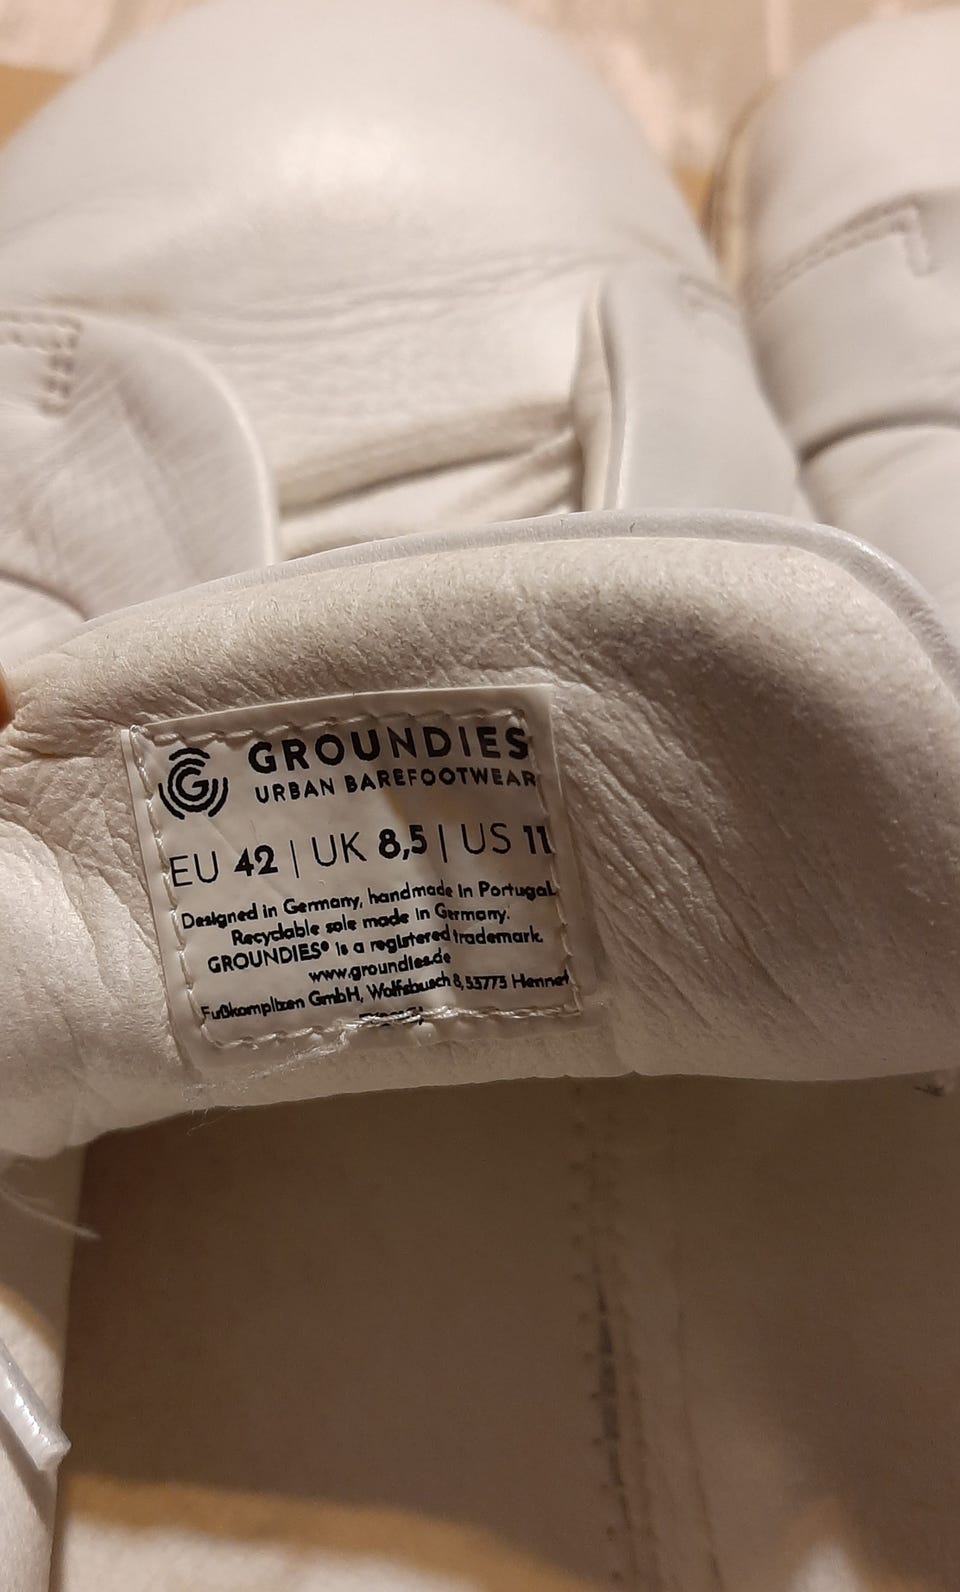 G GROUNDIES
URBAN BAREFOOTWEAR
EU 42 | UK 8,5 | US 11
Designed in Germany, handmade in Portugal.
Recyclable sole made in Germany.
GROUNDIES® is a registered trademark.
www.groundies.de
Fußkomplizen GmbH, Wolfsbusch 8, 53773 Hennef